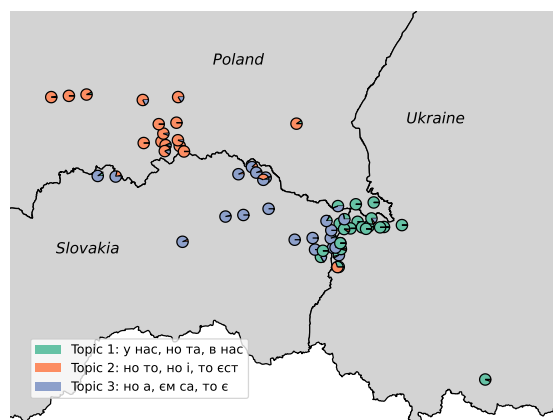 Poland
Ukraine
Slovakia
Topic 1: у нас, но та, в нас
Topic 2: но то, но і, то єст
Topic 3: но а, єм са, то є